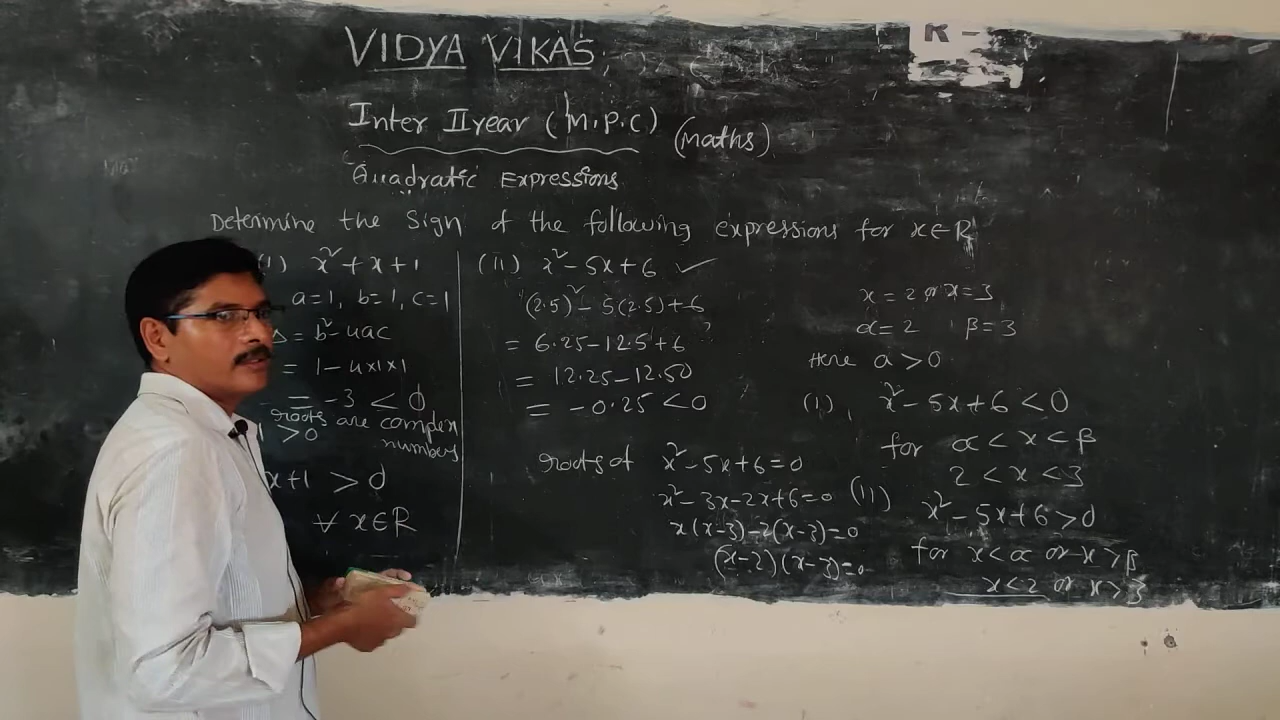 VIDYA VIKAS
R -
Inter II year (M.P.C) (Maths)
Quadratic Expressions
Determine the Sign of the following expressions for x∈R
(I) x²+x+1
a=1, b=1, c=1
Δ = b²-4ac
= 1-4×1×1
= -3 < 0
roots are complex
numbers
>0
x+1 > 0
∀ x∈R
(II) x²-5x+6 ✓
(2.5)² - 5(2.5)+6
= 6.25-12.5+6
= 12.25-12.50
= -0.25 < 0
roots of x²-5x+6=0
x²-3x-2x+6=0
x(x-3)-2(x-3)=0
(x-2)(x-3)=0
x=2 or x=3
α=2 β=3
Here a>0
(I) x²-5x+6<0
for α<x<β
2<x<3
(II) x²-5x+6>0
for x<α or x>β
x<2 or x>3